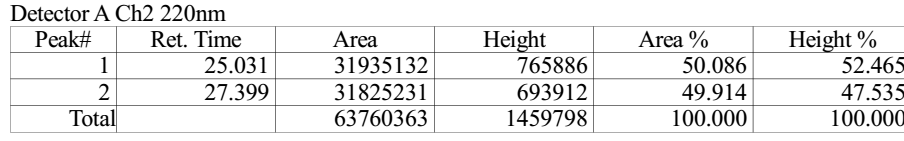 Detector A Ch2 220nm
Peak# Ret. Time Area Height Area % Height %
1 25.031 31935132 765886 50.086 52.465
2 27.399 31825231 693912 49.914 47.535
Total 63760363 1459798 100.000 100.000